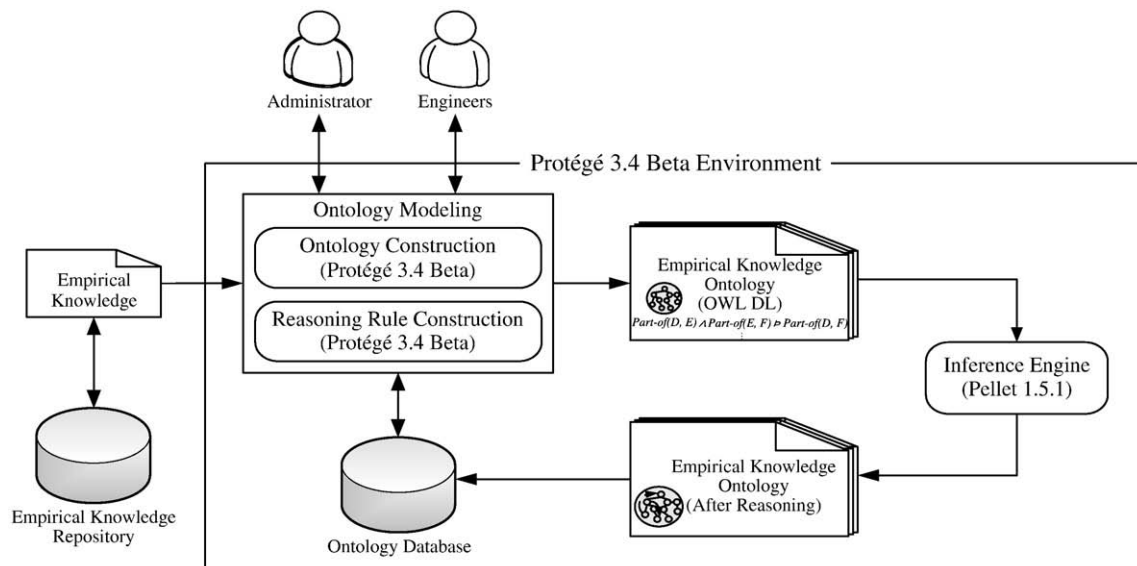 Administrator
Engineers
Protégé 3.4 Beta Environment
Ontology Modeling
Ontology Construction
(Protégé 3.4 Beta)
Reasoning Rule Construction
(Protégé 3.4 Beta)
Empirical
Knowledge
Empirical Knowledge
Repository
Ontology Database
Empirical Knowledge
Ontology
(OWL DL)
Part-of(D, E) ∧ Part-of(E, F) ⊳ Part-of(D, F)
Inference Engine
(Pellet 1.5.1)
Empirical Knowledge
Ontology
(After Reasoning)